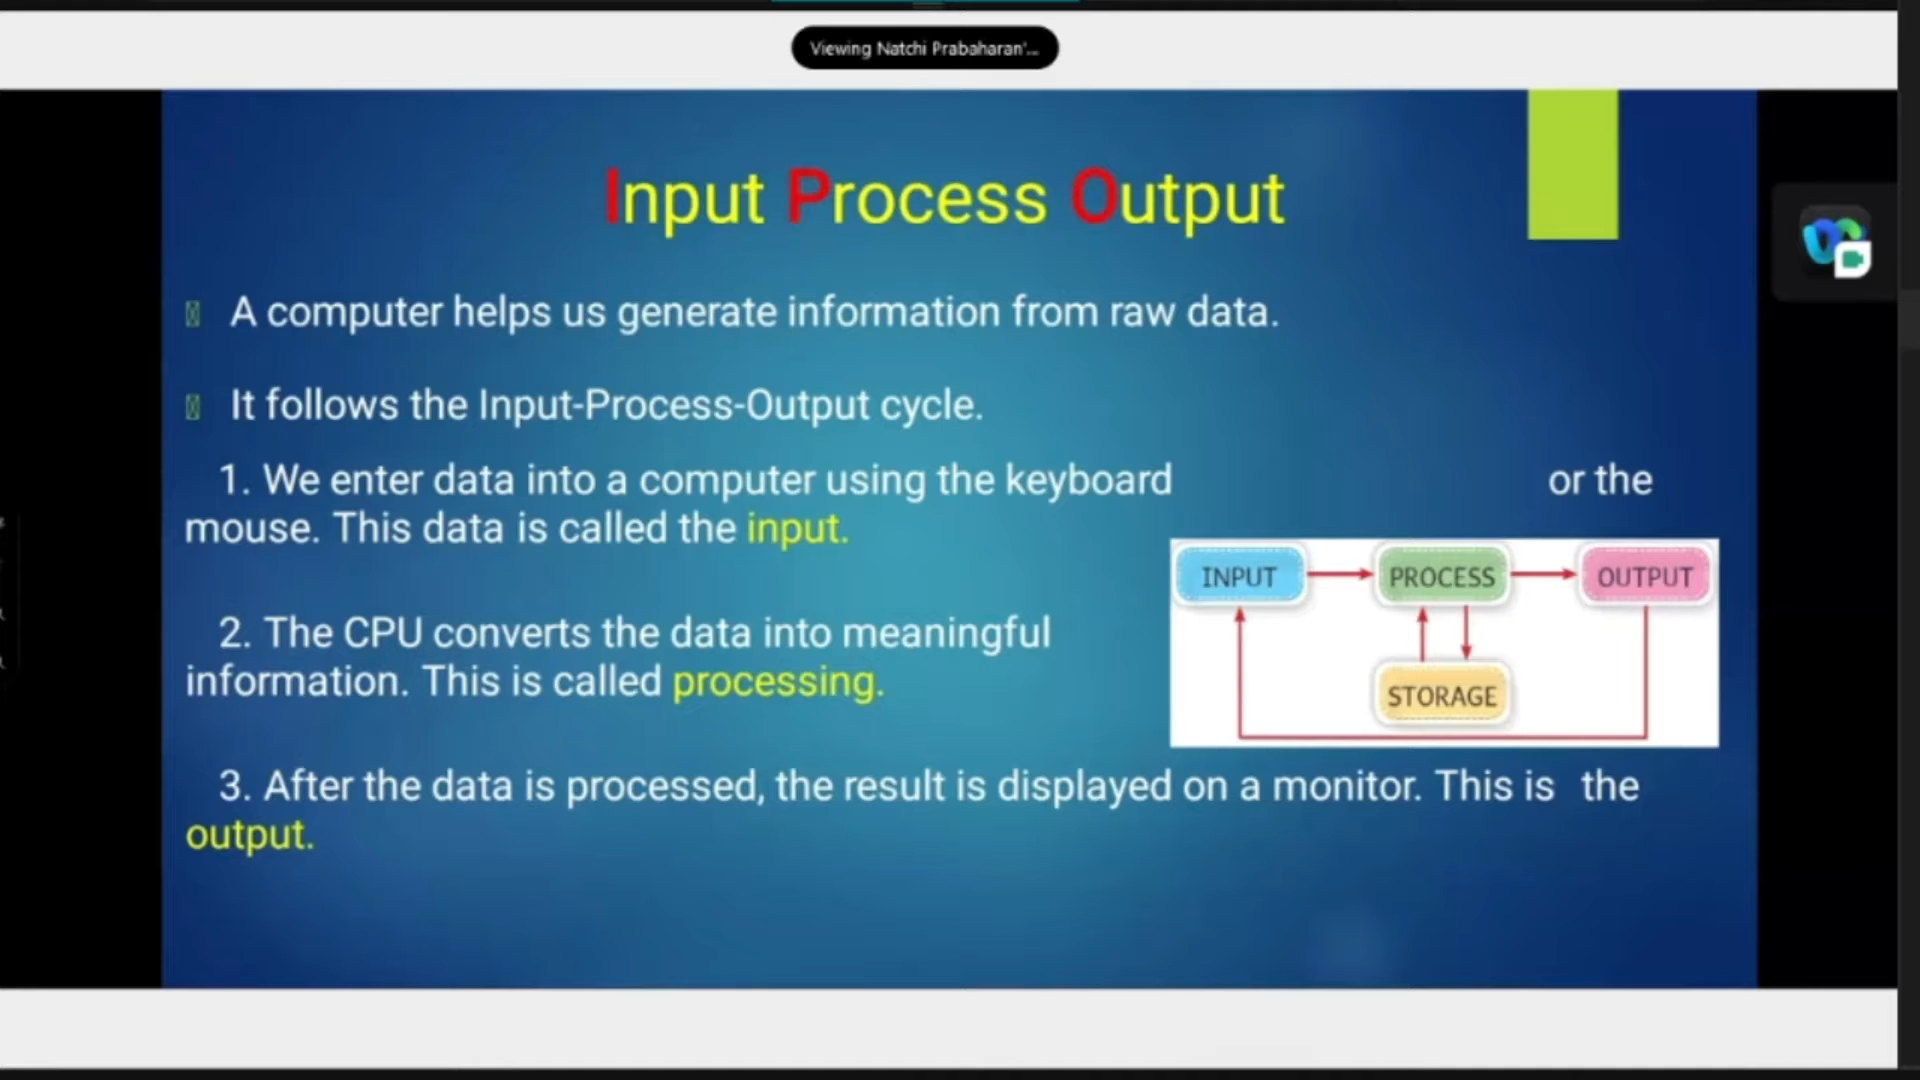 Viewing Natchi Prabaharan'...
Input Process Output
A computer helps us generate information from raw data.
It follows the Input-Process-Output cycle.
1. We enter data into a computer using the keyboard or the
mouse. This data is called the input.
INPUT PROCESS OUTPUT
2. The CPU converts the data into meaningful
information. This is called processing.
STORAGE
3. After the data is processed, the result is displayed on a monitor. This is the
output.